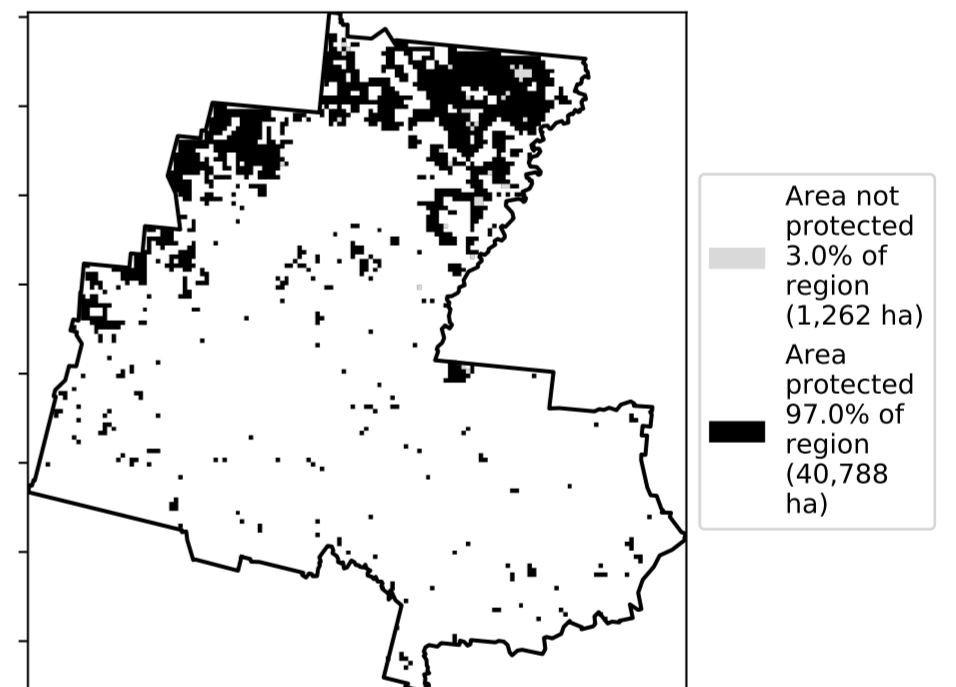 Area not
protected
3.0% of
region
(1,262 ha)
Area
protected
97.0% of
region
(40,788
ha)